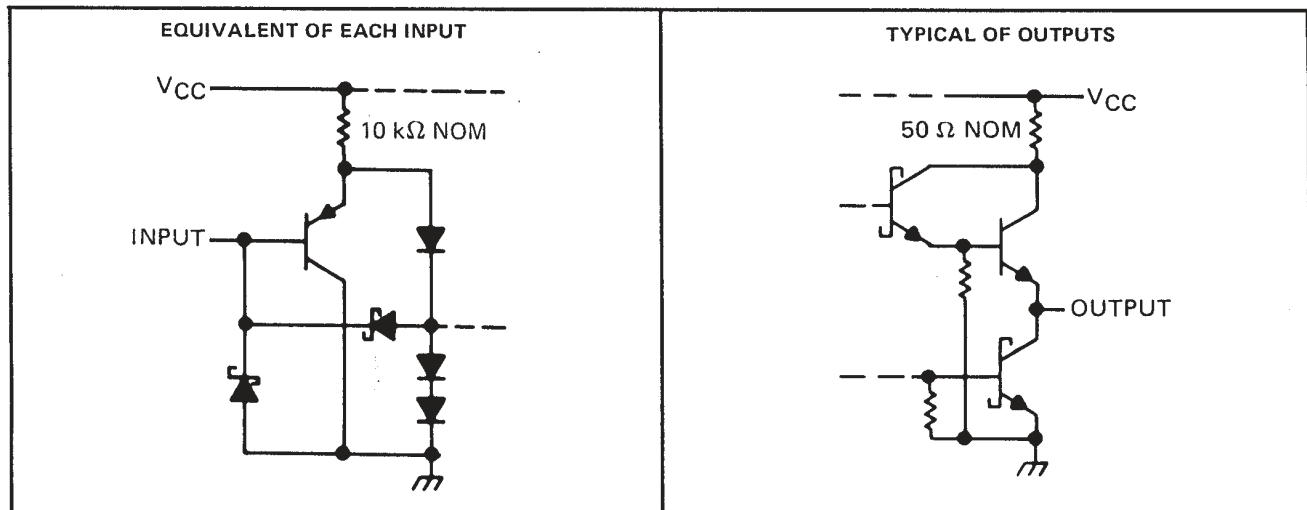 EQUIVALENT OF EACH INPUT
VCC
10 kΩ NOM
INPUT
TYPICAL OF OUTPUTS
VCC
50 Ω NOM
OUTPUT